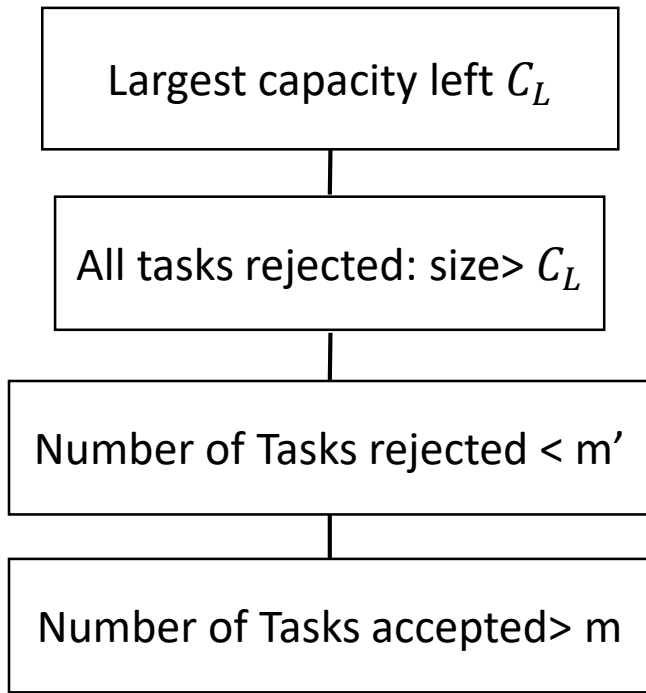 Largest capacity left C_L
All tasks rejected: size> C_L
Number of Tasks rejected < m’
Number of Tasks accepted> m